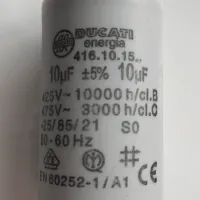 DUCATI
energia
416.10.15..
10µF ±5% 10µF
425V~ 10000 h/cl.B
475V~ 3000 h/cl.C
-25/85/21 S0
50-60 Hz
EN 60252-1/A1